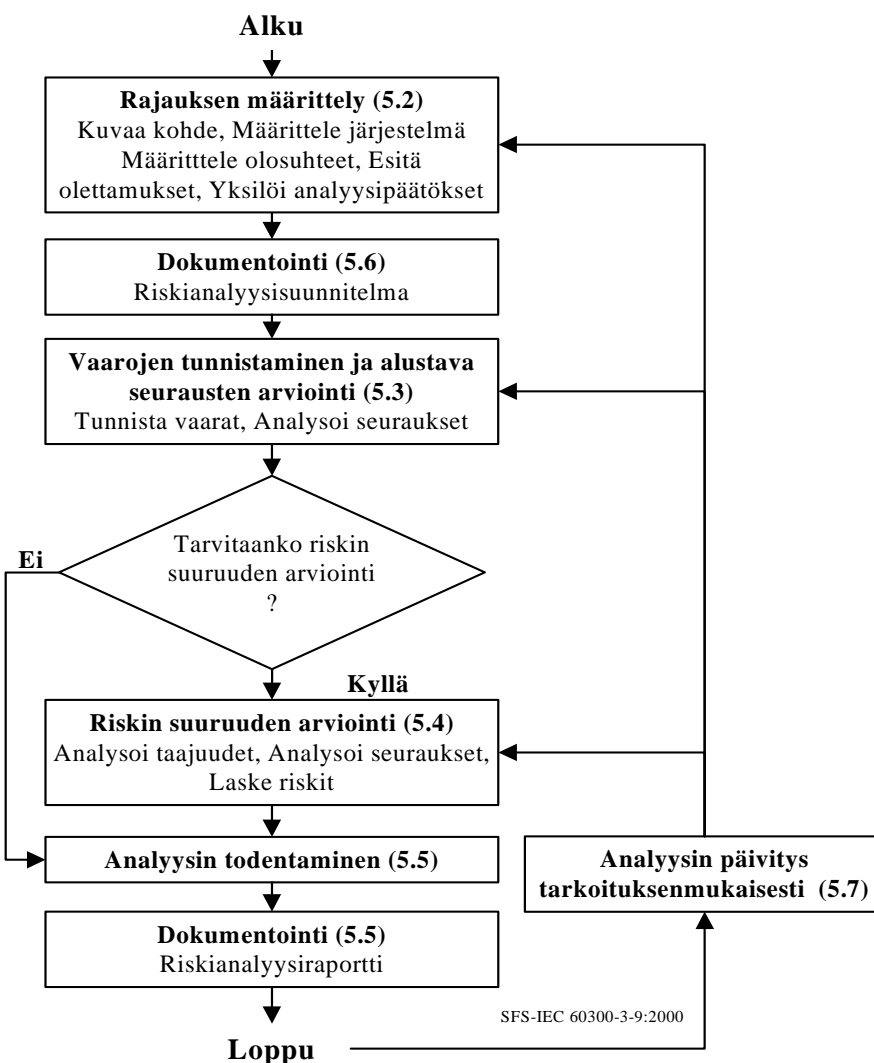 Alku
Rajauksen määrittely (5.2)
Kuvaa kohde, Määrittele järjestelmä
Määritttele olosuhteet, Esitä
olettamukset, Yksilöi analyysipäätökset
Dokumentointi (5.6)
Riskianalyysisuunnitelma
Vaarojen tunnistaminen ja alustava
seurausten arviointi (5.3)
Tunnista vaarat, Analysoi seuraukset
Ei
Tarvitaanko riskin
suuruuden arviointi
?
Kyllä
Riskin suuruuden arviointi (5.4)
Analysoi taajuudet, Analysoi seuraukset,
Laske riskit
Analyysin todentaminen (5.5)
Analyysin päivitys
tarkoituksenmukaisesti (5.7)
Dokumentointi (5.5)
Riskianalyysiraportti
SFS-IEC 60300-3-9:2000
Loppu